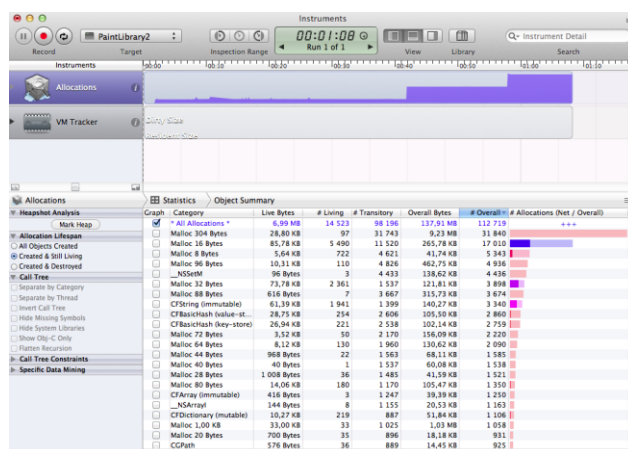 Instruments
PaintLibrary2
00:01:08
Run 1 of 1
Instrument Detail
Record Target Inspection Range View Library Search
Instruments 00:00 00:10 00:20 00:30 00:40 00:50 01:00 01:10
Allocations
VM Tracker Dirty Size
Resident Size
Allocations Statistics Object Summary
Heapshot Analysis
Mark Heap
Allocation Lifespan
All Objects Created
Created & Still Living
Created & Destroyed
Call Tree
Separate by Category
Separate by Thread
Invert Call Tree
Hide Missing Symbols
Hide System Libraries
Show Obj-C Only
Flatten Recursion
Call Tree Constraints
Specific Data Mining
Graph Category Live Bytes # Living # Transitory Overall Bytes # Overall # Allocations (Net / Overall)
* All Allocations * 6,99 MB 14 523 98 196 137,91 MB 112 719 +++
Malloc 304 Bytes 28,80 KB 97 31 743 9,23 MB 31 840
Malloc 16 Bytes 85,78 KB 5 490 11 520 265,78 KB 17 010
Malloc 8 Bytes 5,64 KB 722 4 621 41,74 KB 5 343
Malloc 96 Bytes 10,31 KB 110 4 826 462,75 KB 4 936
__NSSetM 96 Bytes 3 4 433 138,62 KB 4 436
Malloc 32 Bytes 73,78 KB 2 361 1 537 121,81 KB 3 898
Malloc 88 Bytes 616 Bytes 7 3 667 315,73 KB 3 674
CFString (immutable) 61,39 KB 1 941 1 399 140,27 KB 3 340
CFBasicHash (value-st... 28,75 KB 254 2 606 105,50 KB 2 860
CFBasicHash (key-store) 26,94 KB 221 2 538 102,14 KB 2 759
Malloc 72 Bytes 3,52 KB 50 2 170 156,09 KB 2 220
Malloc 64 Bytes 8,12 KB 130 1 960 130,62 KB 2 090
Malloc 44 Bytes 968 Bytes 22 1 563 68,11 KB 1 585
Malloc 40 Bytes 40 Bytes 1 1 537 60,08 KB 1 538
Malloc 28 Bytes 1 008 Bytes 36 1 485 41,59 KB 1 521
Malloc 80 Bytes 14,06 KB 180 1 170 105,47 KB 1 350
CFArray (immutable) 416 Bytes 3 1 247 39,39 KB 1 250
__NSArrayI 144 Bytes 8 1 155 20,53 KB 1 163
CFDictionary (mutable) 10,27 KB 219 887 51,84 KB 1 106
Malloc 1,00 KB 33,00 KB 33 1 025 1,03 MB 1 058
Malloc 20 Bytes 700 Bytes 35 896 18,18 KB 931
CGPath 576 Bytes 36 889 14,45 KB 925